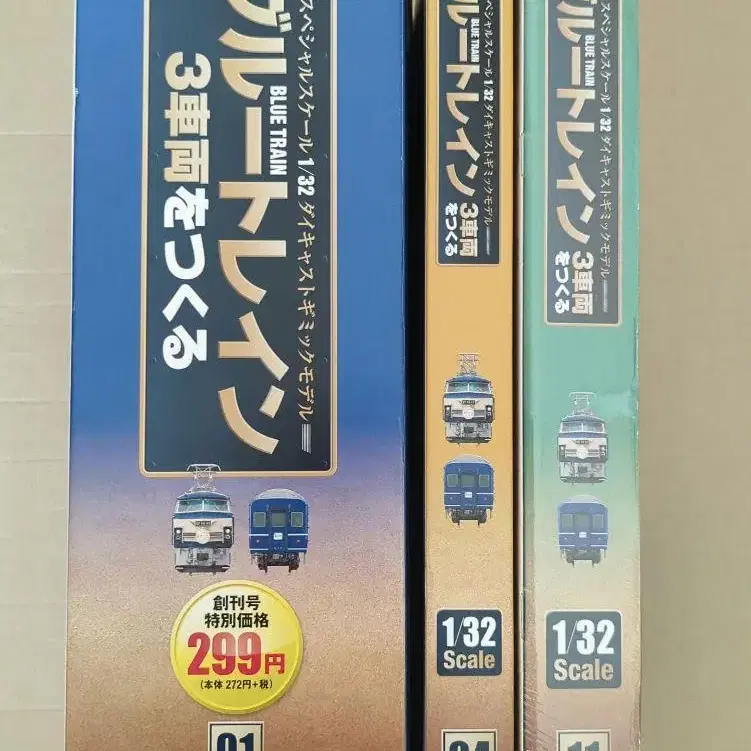 スペシャルスケール1/32ダイキャストギミックモデル
ブルートレイン
BLUE TRAIN
3車両をつくる
創刊号
特別価格
299円
(本体272円+税)
01
スペシャルスケール1/32ダイキャストギミックモデル
ブルートレイン
BLUE TRAIN
3車両をつくる
1/32
Scale
04
スペシャルスケール1/32ダイキャストギミックモデル
ブルートレイン
BLUE TRAIN
3車両をつくる
1/32
Scale
11